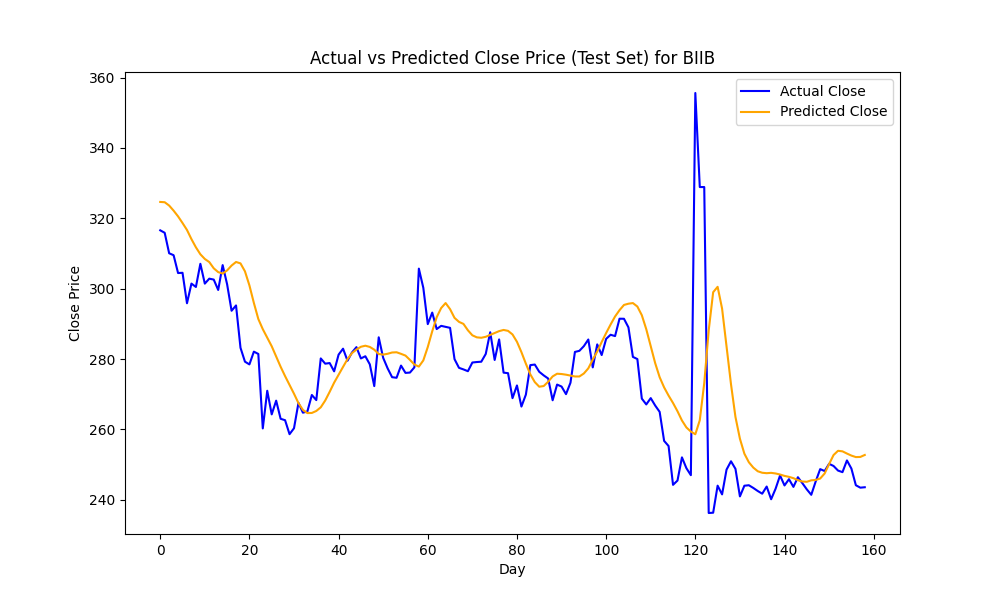 Actual vs Predicted Close Price (Test Set) for BIIB
Actual Close
Predicted Close
Close Price
360
340
320
300
280
260
240
0 20 40 60 80 100 120 140 160
Day